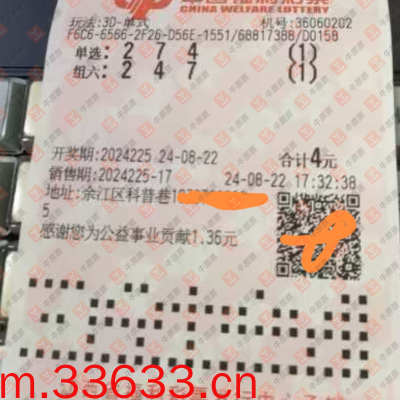 中国福利彩票
CHINA WELFARE LOTTERY
玩法:3D-单式 机号:36060202
F6C6-6566-2F26-D56E-1551/68817388/D0158
单选: 2 7 4 (1)
组六: 2 4 7 (1)
开奖期:2024225 24-08-22 合计4元
销售期:2024225-17 24-08-22 17:32:38
地址:余江区科普巷
5
感谢您为公益事业贡献1.36元
m.33633.cn